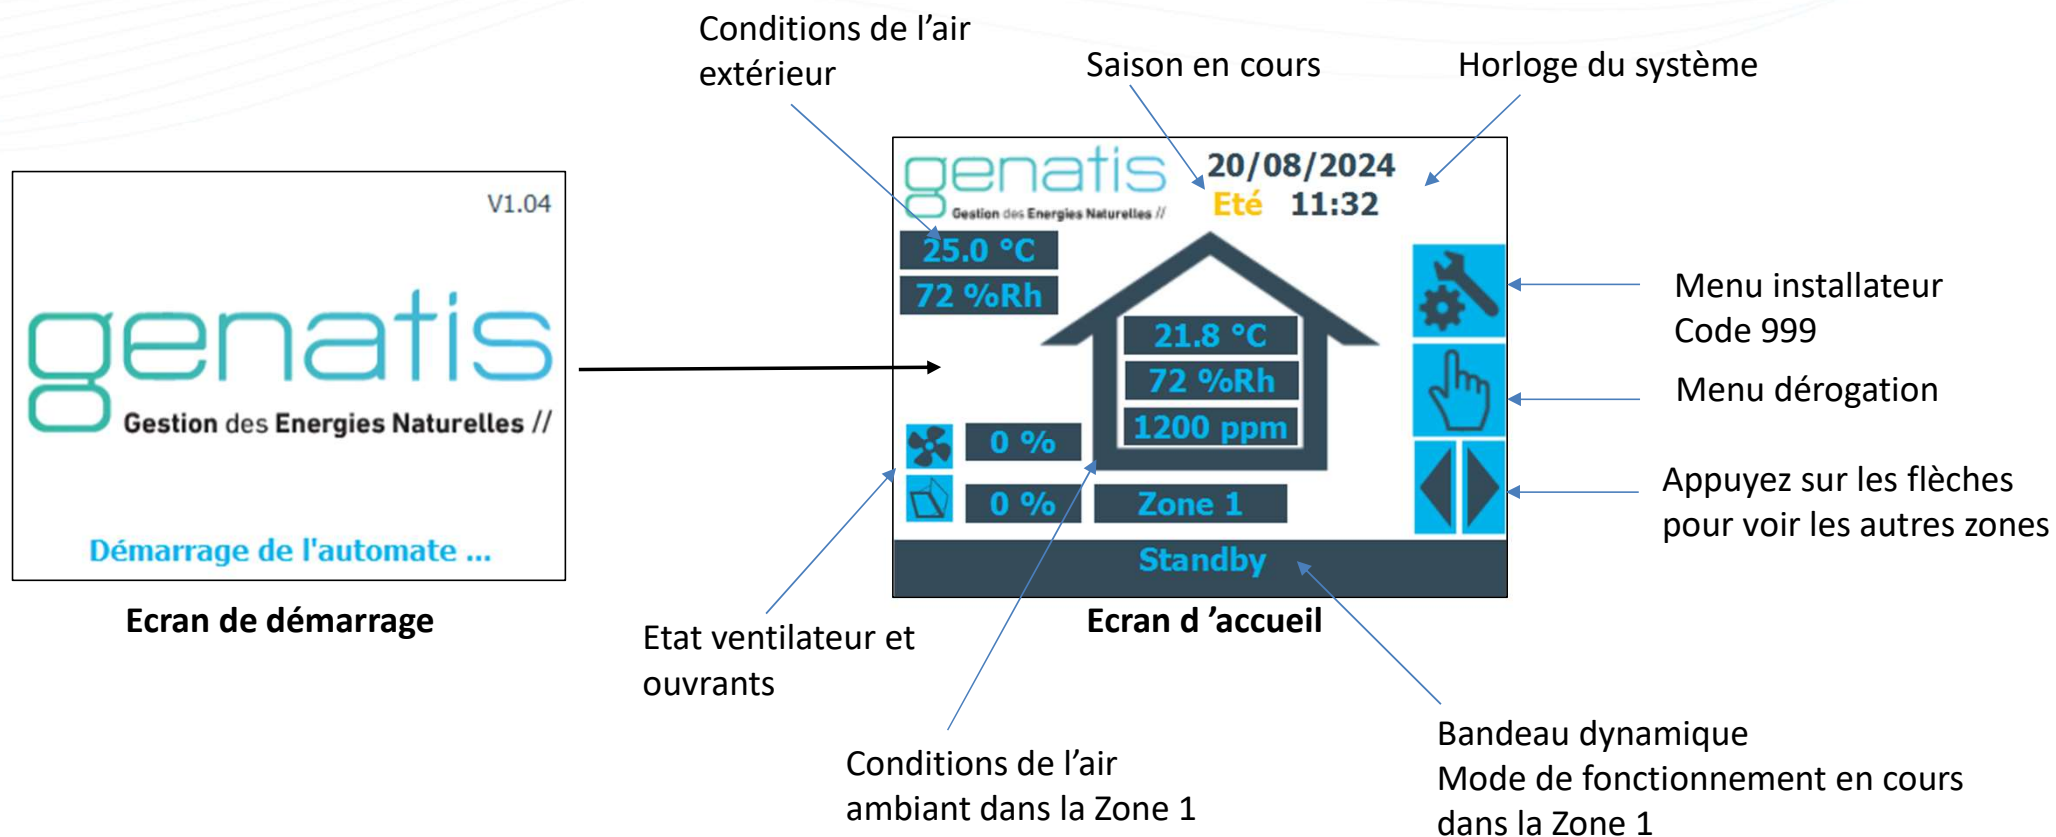 Conditions de l’air
extérieur
Saison en cours
Horloge du système
V1.04
genatis
Gestion des Energies Naturelles //
Démarrage de l'automate ...
Ecran de démarrage
genatis
Gestion des Energies Naturelles //
20/08/2024
Eté 11:32
25.0 °C
72 %Rh
21.8 °C
72 %Rh
1200 ppm
0 %
0 %
Zone 1
Standby
Ecran d ’accueil
Menu installateur
Code 999
Menu dérogation
Appuyez sur les flèches
pour voir les autres zones
Etat ventilateur et
ouvrants
Conditions de l’air
ambiant dans la Zone 1
Bandeau dynamique
Mode de fonctionnement en cours
dans la Zone 1